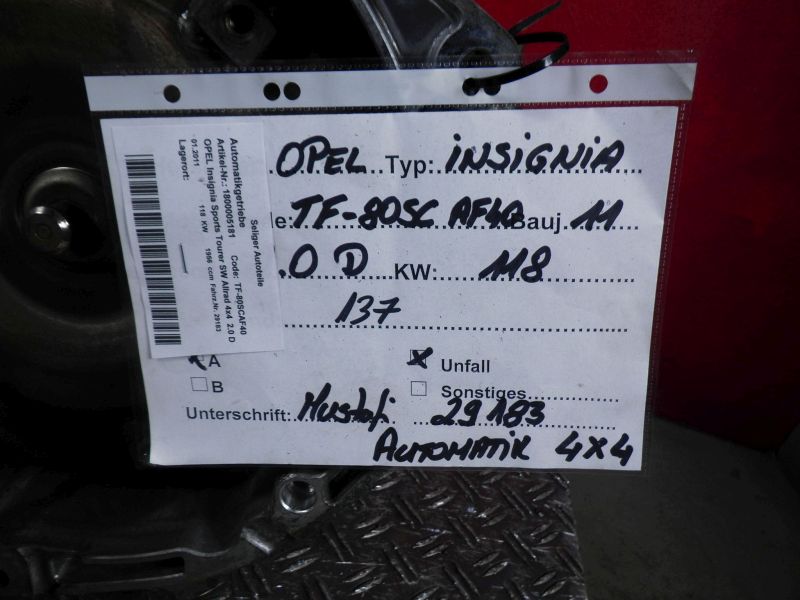 Seliger Autoteile
Automatikgetriebe
Artikel-Nr.: 1800005181 Code: TF-80SCAF40
OPEL Insignia Sports Tourer SW Allrad 4x4 2.0 D
01.2011 118 KW 1956 ccm Fahrz.Nr. 29183
Lagerort:
OPEL Typ: INSIGNIA
TF-80SC AF40 Bauj. 11
.0 D KW: 118
137
A Unfall
B Sonstiges
Unterschrift: Mustafi 29183
AUTOMATIK 4X4